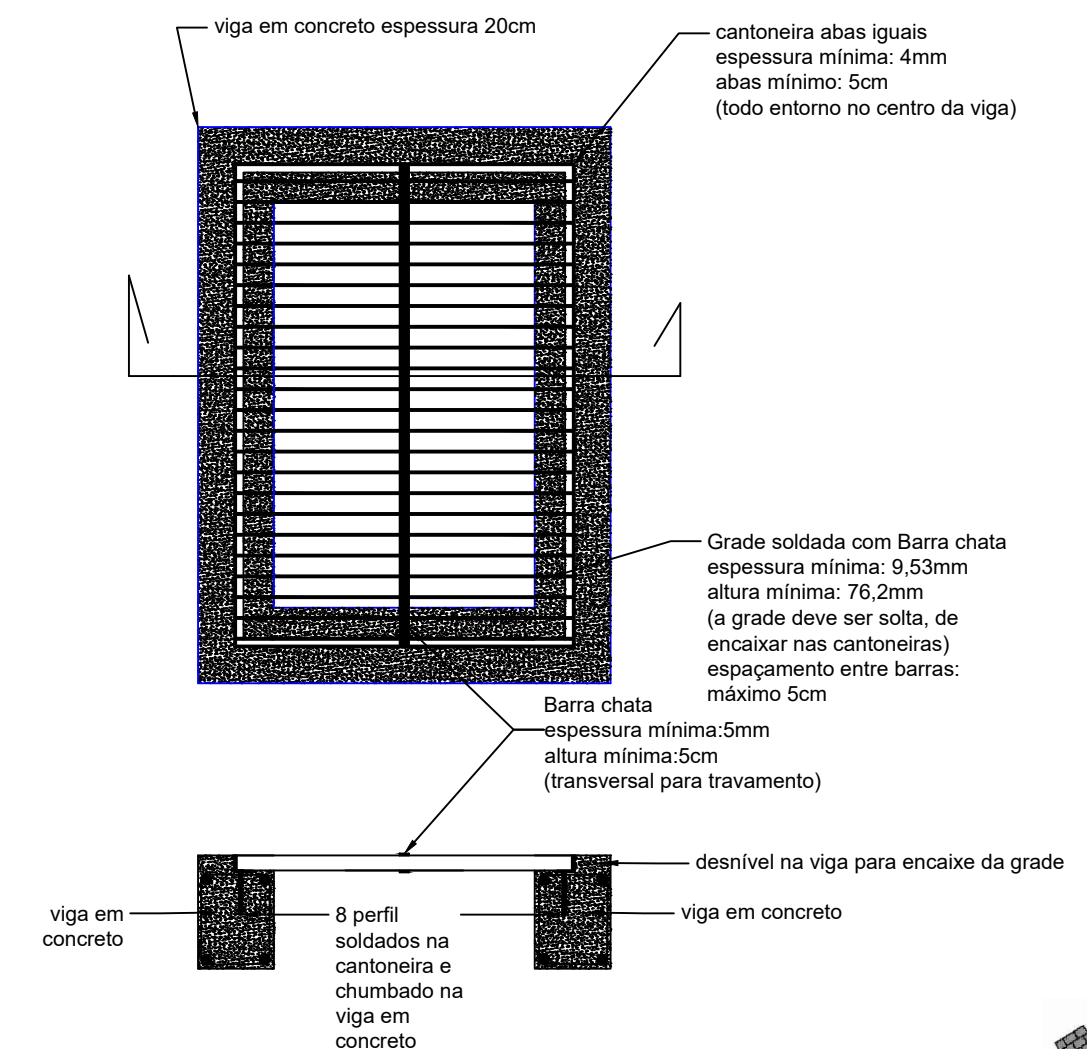 viga em concreto espessura 20cm
cantoneira abas iguais
espessura mínima: 4mm
abas mínimo: 5cm
(todo entorno no centro da viga)
Grade soldada com Barra chata
espessura mínima: 9,53mm
altura mínima: 76,2mm
(a grade deve ser solta, de
encaixar nas cantoneiras)
espaçamento entre barras:
máximo 5cm
Barra chata
espessura mínima:5mm
altura mínima:5cm
(transversal para travamento)
desnível na viga para encaixe da grade
viga em
concreto
8 perfil
soldados na
cantoneira e
chumbado na
viga em
concreto
viga em concreto